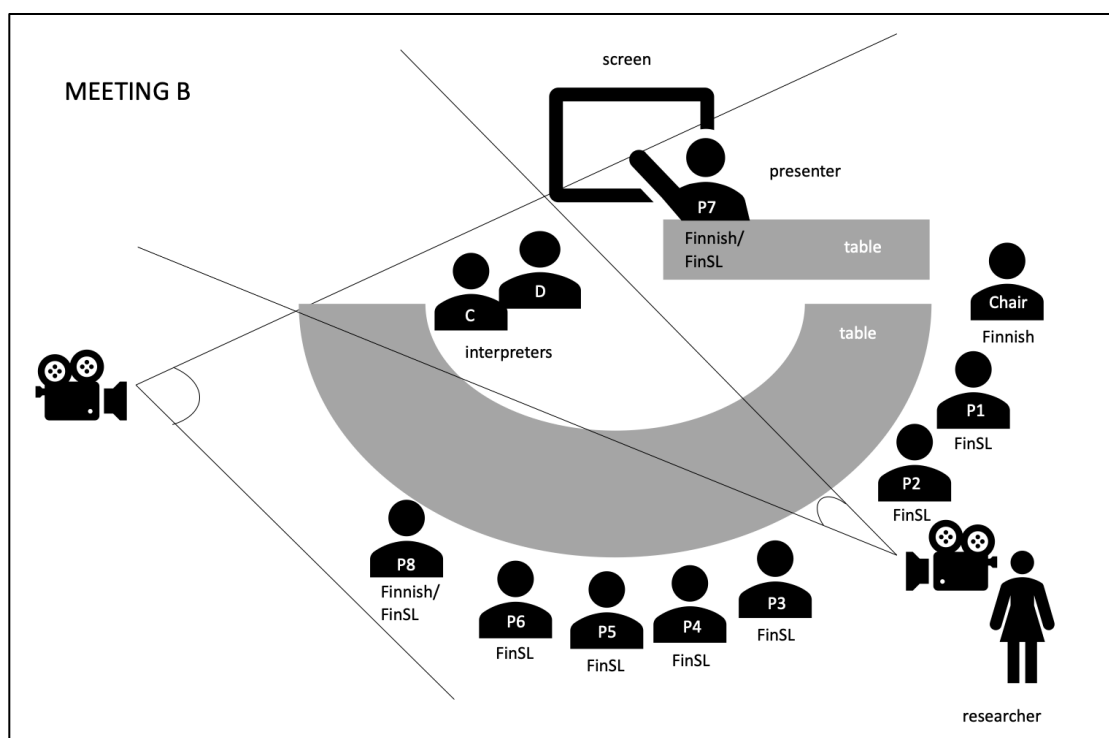 MEETING B
screen
presenter
P7
Finnish/
FinSL
table
D
C
interpreters
Chair
Finnish
table
P1
FinSL
P2
FinSL
P8
Finnish/
FinSL
P6
FinSL
P5
FinSL
P4
FinSL
P3
FinSL
researcher